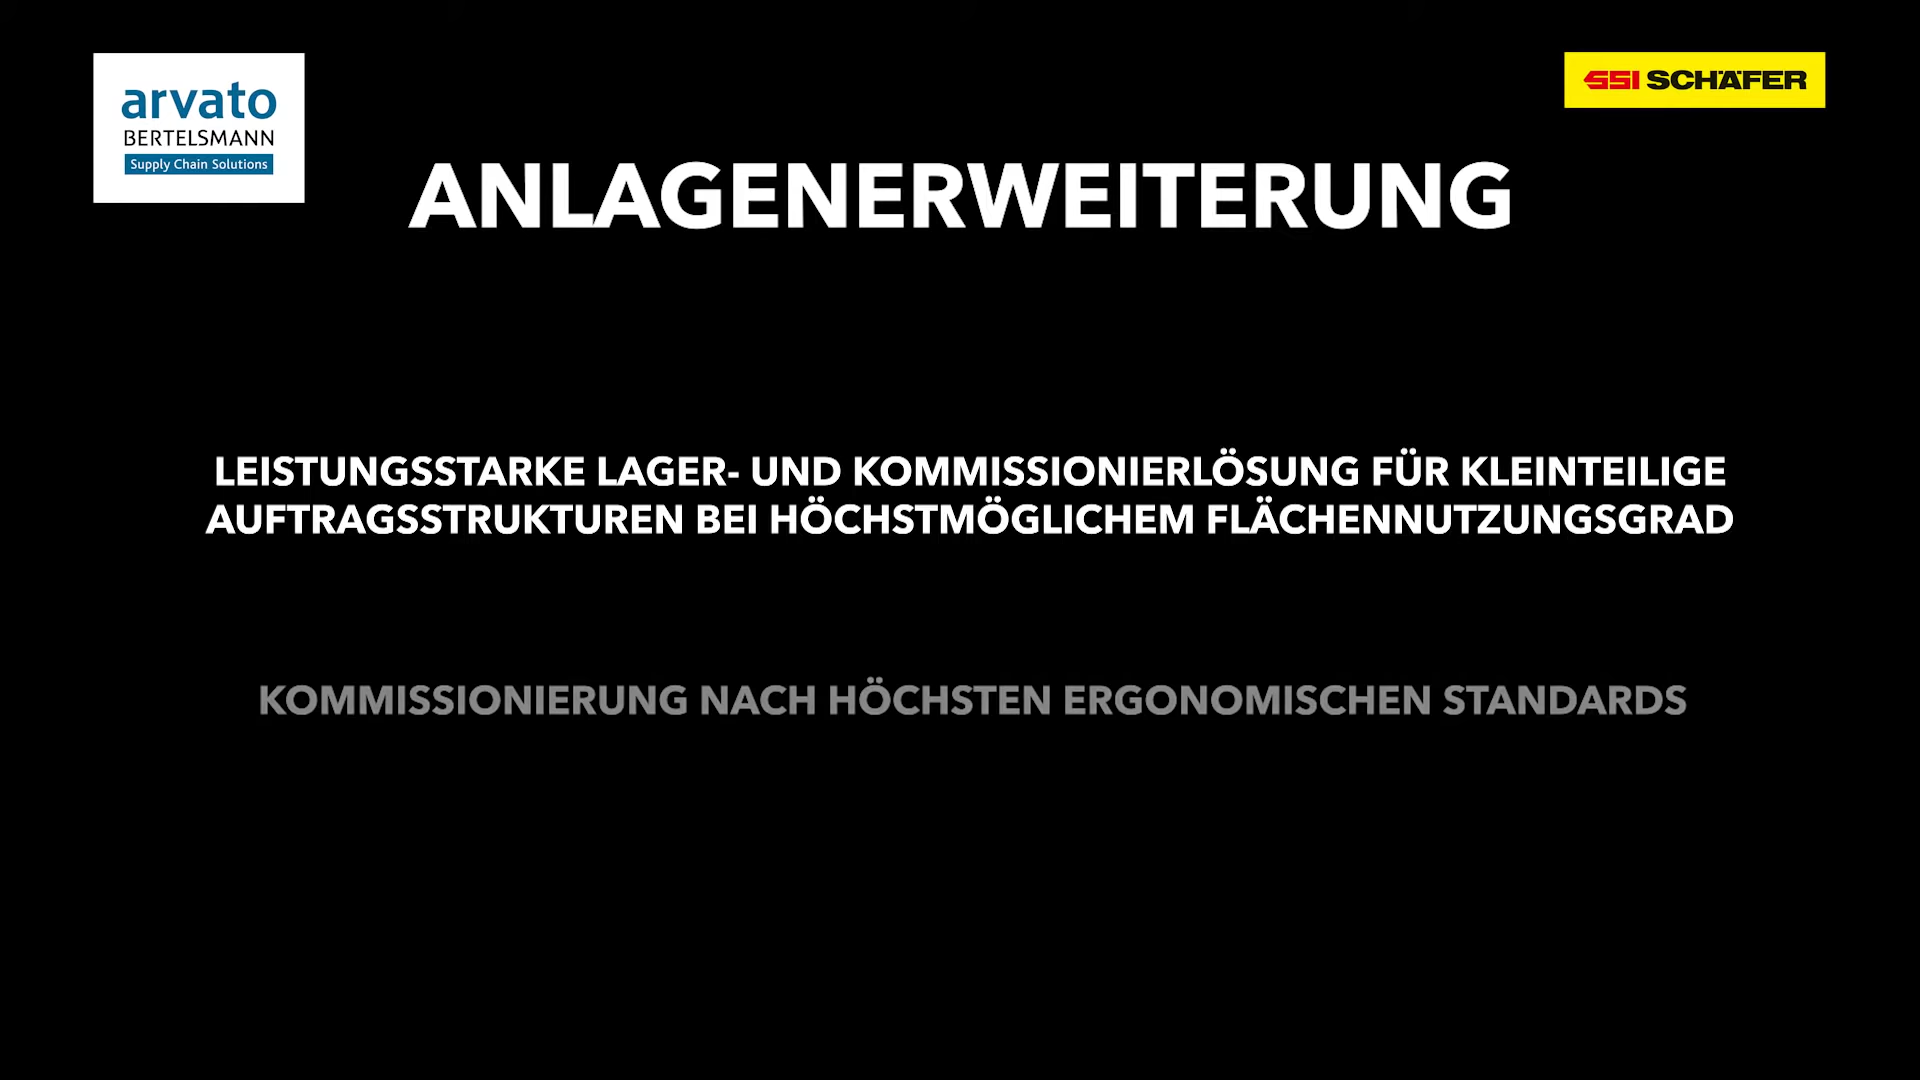 arvato
BERTELSMANN
Supply Chain Solutions
SSI SCHÄFER
ANLAGENERWEITERUNG
LEISTUNGSSTARKE LAGER- UND KOMMISSIONIERLÖSUNG FÜR KLEINTEILIGE
AUFTRAGSSTRUKTUREN BEI HÖCHSTMÖGLICHEM FLÄCHENNUTZUNGSGRAD
KOMMISSIONIERUNG NACH HÖCHSTEN ERGONOMISCHEN STANDARDS